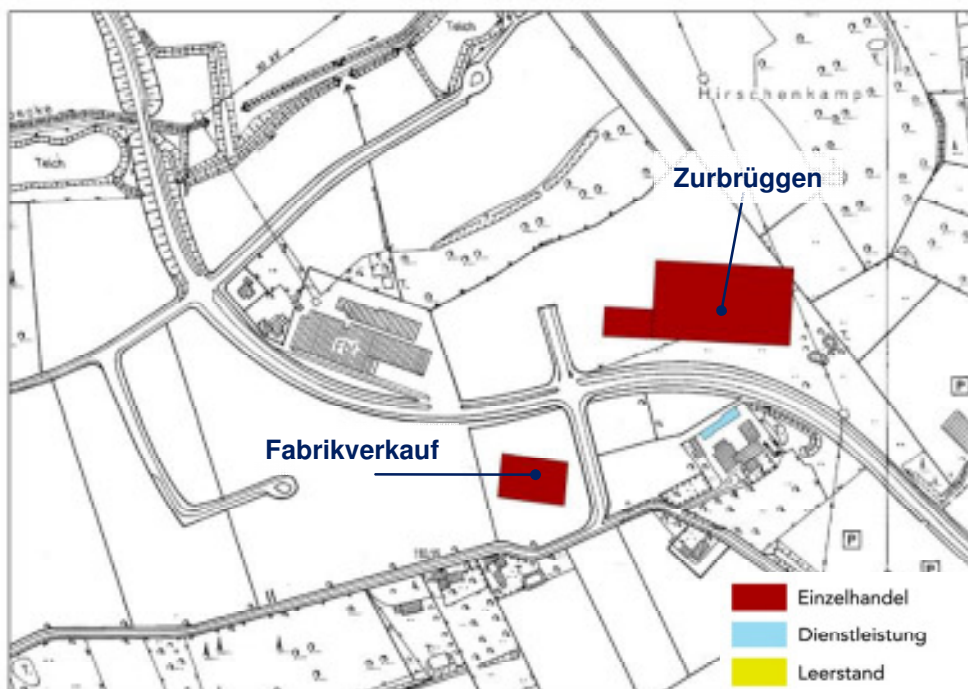 Teich
Hirschenkamp
Teich
Zurbrüggen
Fabrikverkauf
P
P
P
Einzelhandel
Dienstleistung
Leerstand